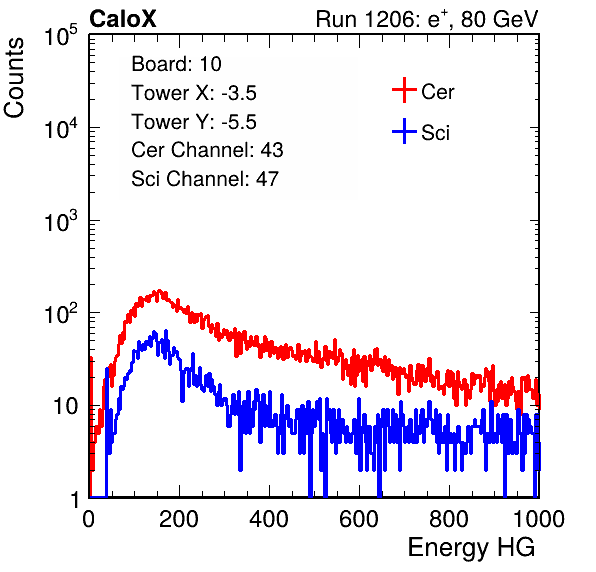 CaloX Run 1206: e⁺, 80 GeV
Counts
10⁵
10⁴
10³
10²
10
1
Board: 10
Tower X: -3.5
Tower Y: -5.5
Cer Channel: 43
Sci Channel: 47
Cer
Sci
0 200 400 600 800 1000
Energy HG